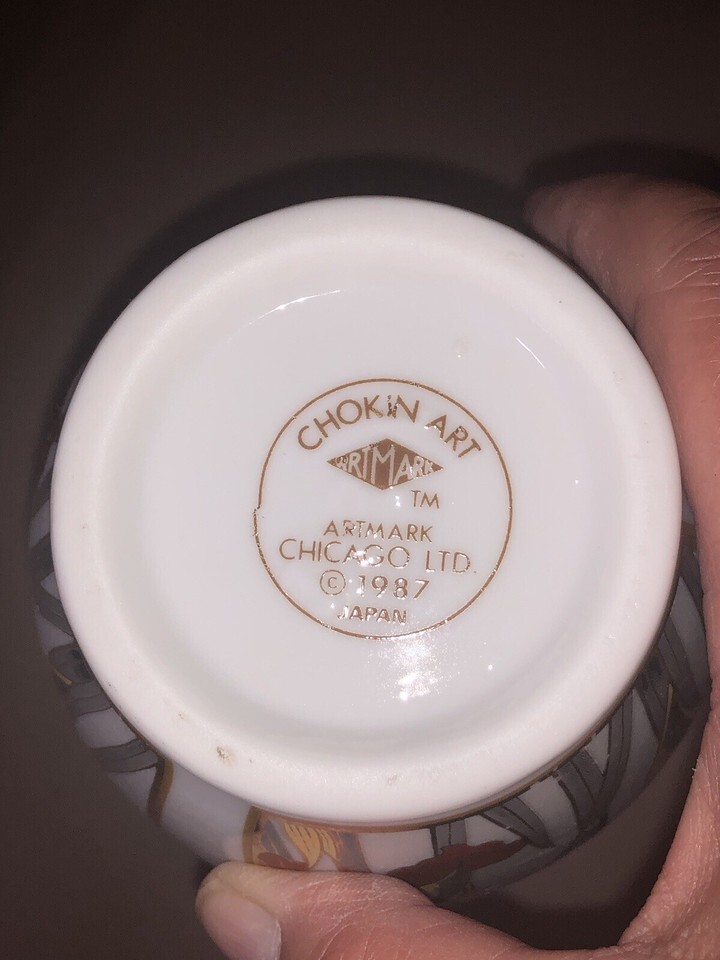 CHOKIN ART
ARTMARK
TM
ARTMARK
CHICAGO LTD.
© 1987
JAPAN